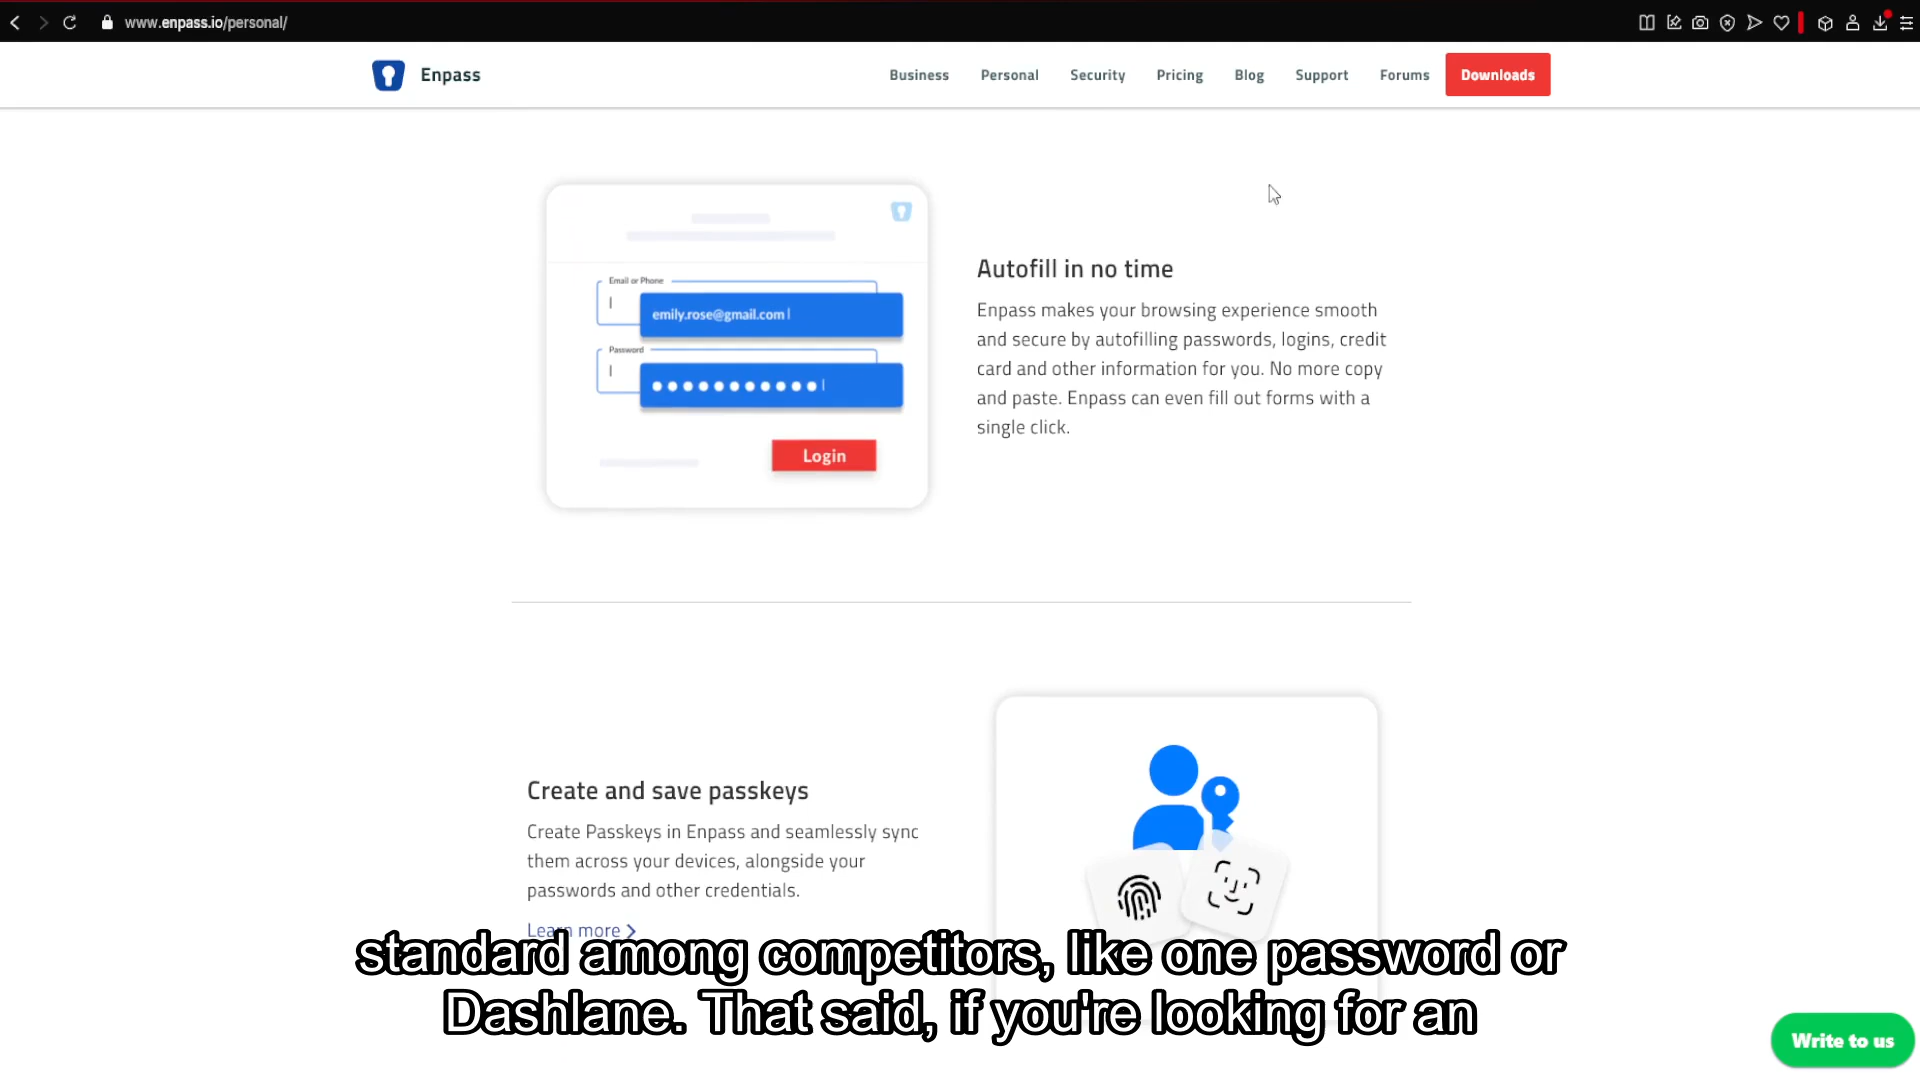 www.enpass.io/personal/
Enpass
Business Personal Security Pricing Blog Support Forums Downloads
Email or Phone
emily.rose@gmail.com
Password
Login
Autofill in no time
Enpass makes your browsing experience smooth
and secure by autofilling passwords, logins, credit
card and other information for you. No more copy
and paste. Enpass can even fill out forms with a
single click.
Create and save passkeys
Create Passkeys in Enpass and seamlessly sync
them across your devices, alongside your
passwords and other credentials.
Learn more
standard among competitors, like one password or
Dashlane. That said, if you're looking for an
Write to us